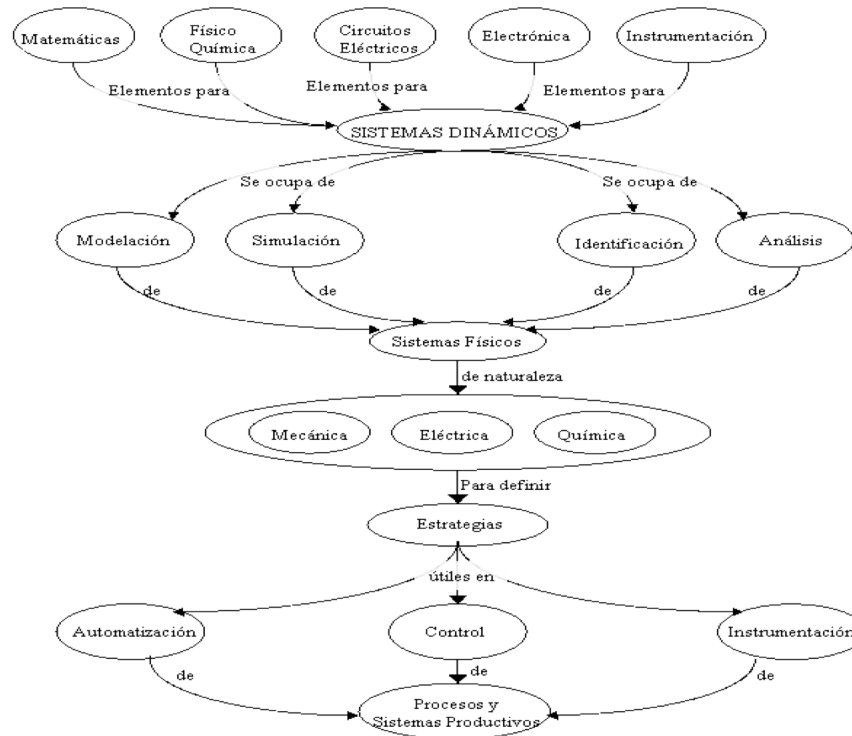 Matemáticas
Físico
Química
Circuitos
Eléctricos
Electrónica
Instrumentación
Elementos para
Elementos para
Elementos para
SISTEMAS DINÁMICOS
Se ocupa de
Se ocupa de
Modelación
Simulación
Identificación
Análisis
de
de
de
de
Sistemas Físicos
de naturaleza
Mecánica
Eléctrica
Química
Para definir
Estrategias
útiles en
Automatización
Control
Instrumentación
de
de
de
Procesos y
Sistemas Productivos